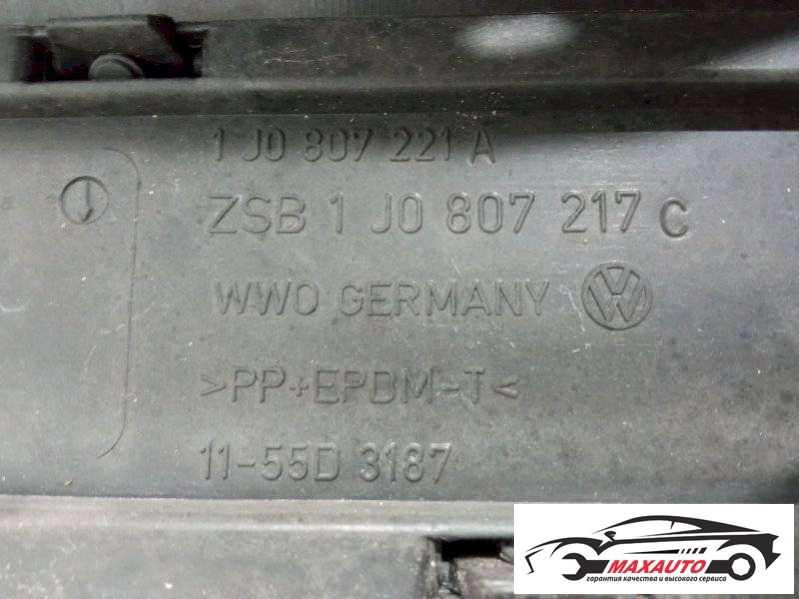 1J0 807 221 A
ZSB 1J0 807 217 C
WWO GERMANY
>PP+EPDM-T<
11-55D 3187
MAXAUTO
гарантия качества и высокого сервиса